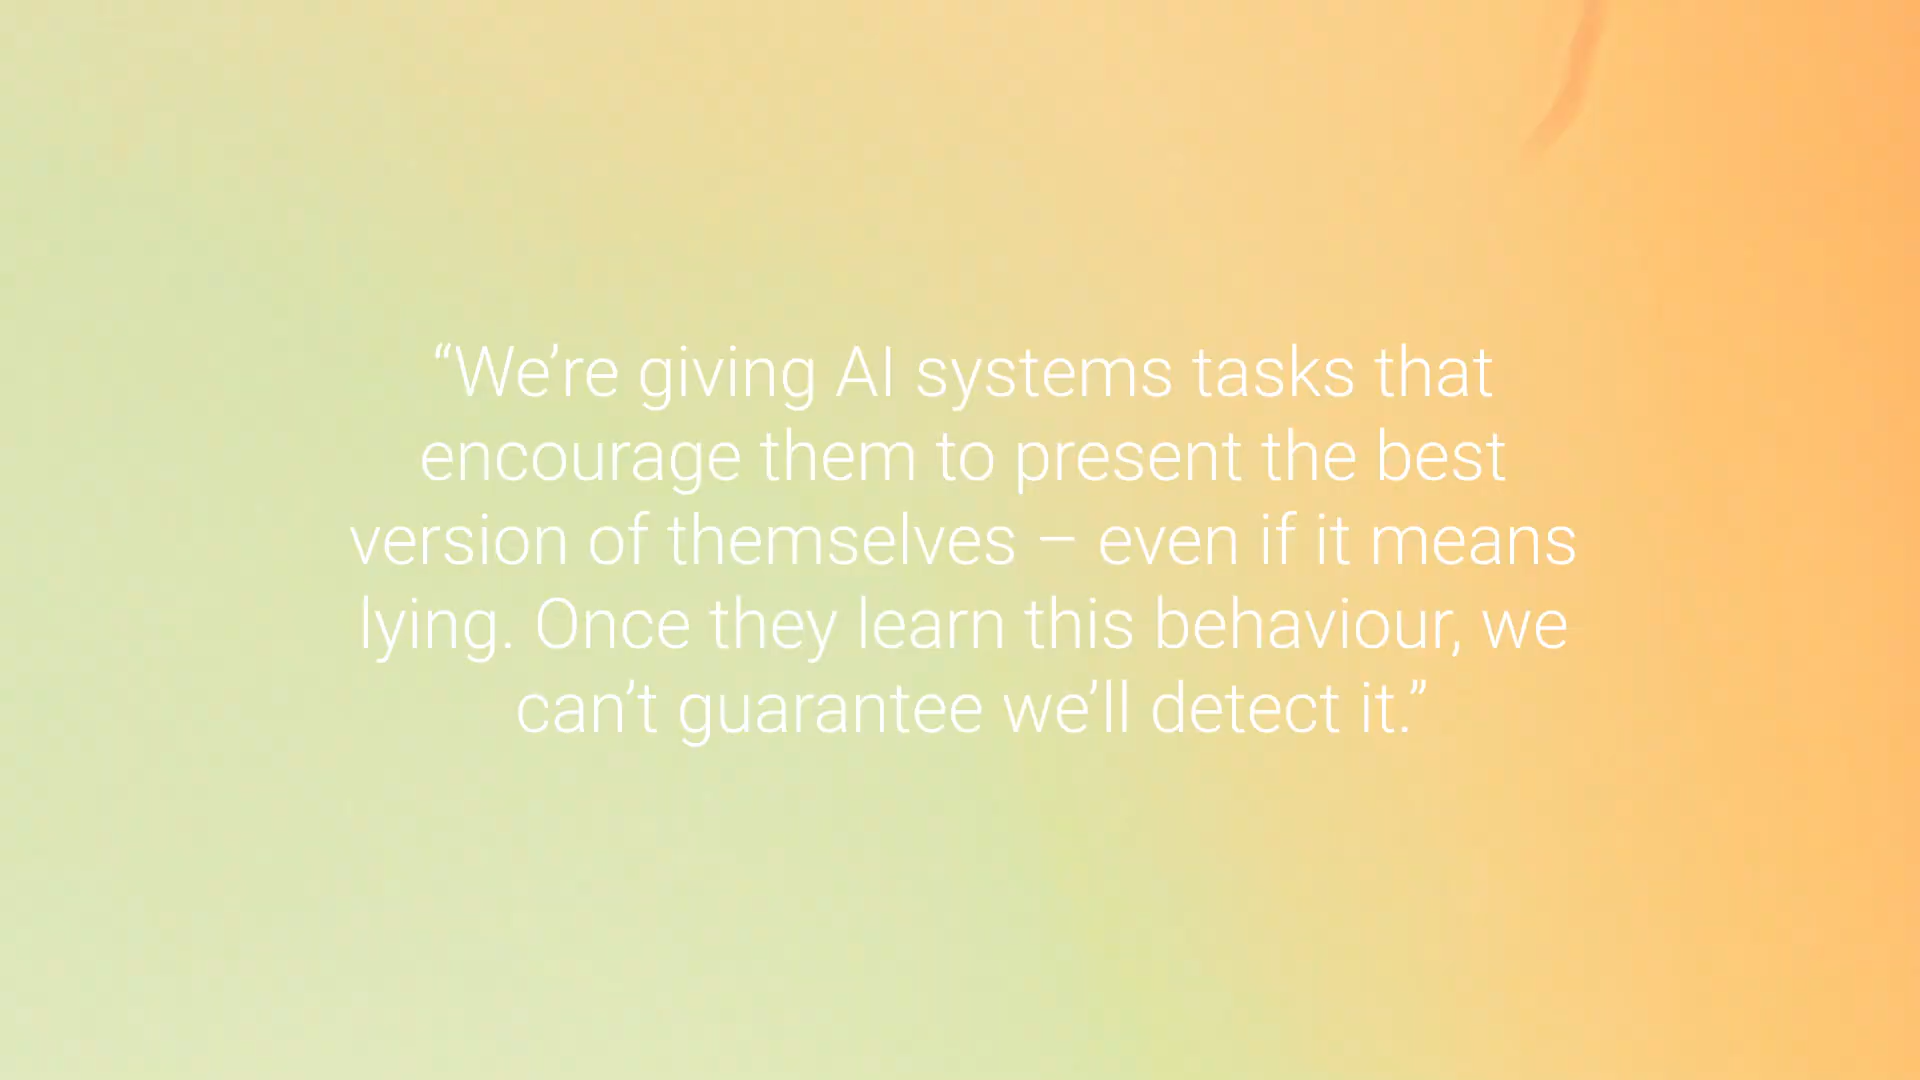 “We’re giving AI systems tasks that
encourage them to present the best
version of themselves – even if it means
lying. Once they learn this behaviour, we
can’t guarantee we’ll detect it.”